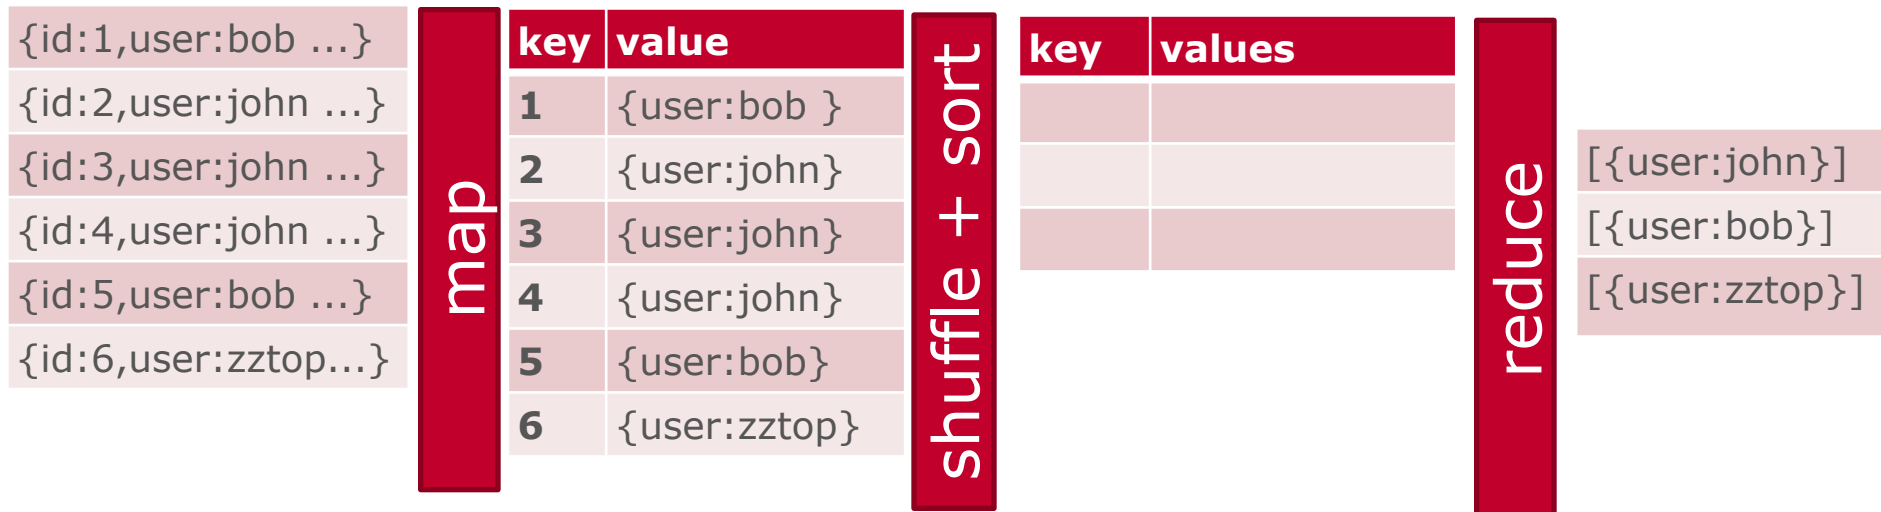 {id:1,user:bob ...}
{id:2,user:john ...}
{id:3,user:john ...}
{id:4,user:john ...}
{id:5,user:bob ...}
{id:6,user:zztop...}
map
key value
1 {user:bob }
2 {user:john}
3 {user:john}
4 {user:john}
5 {user:bob}
6 {user:zztop}
shuffle + sort
key values
reduce
[{user:john}]
[{user:bob}]
[{user:zztop}]